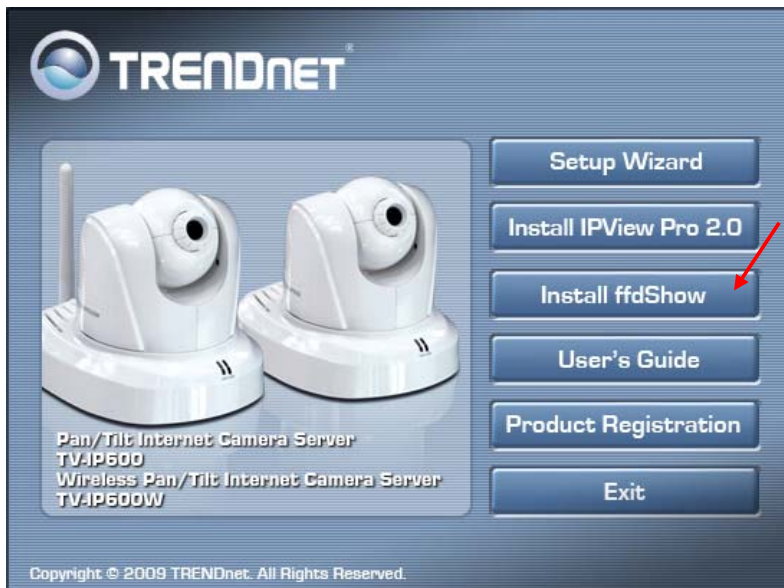 TRENDnet®
Setup Wizard
Install IPView Pro 2.0
Install ffdShow
User's Guide
Product Registration
Exit
Pan/Tilt Internet Camera Server
TV-IP600
Wireless Pan/Tilt Internet Camera Server
TV-IP600W
Copyright © 2009 TRENDnet. All Rights Reserved.